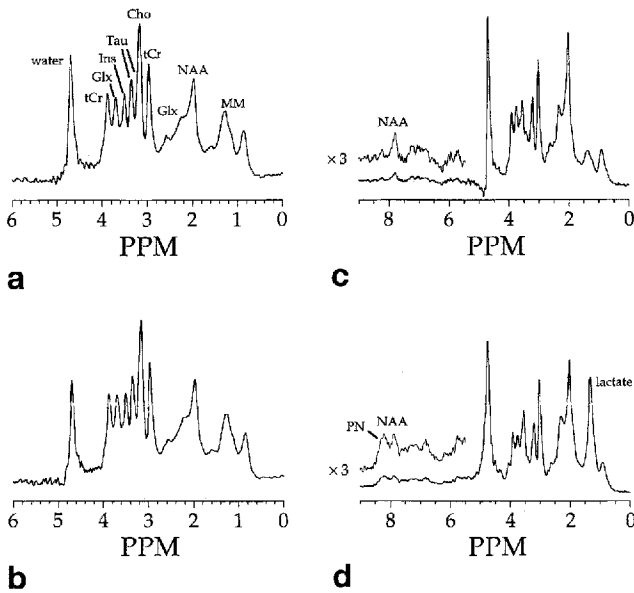 Cho
Tau tCr
water Ins
Glx NAA
tCr Glx MM
6 5 4 3 2 1 0
PPM
a
NAA
×3
8 6 4 2 0
PPM
c
6 5 4 3 2 1 0
PPM
b
lactate
PN NAA
×3
8 6 4 2 0
PPM
d